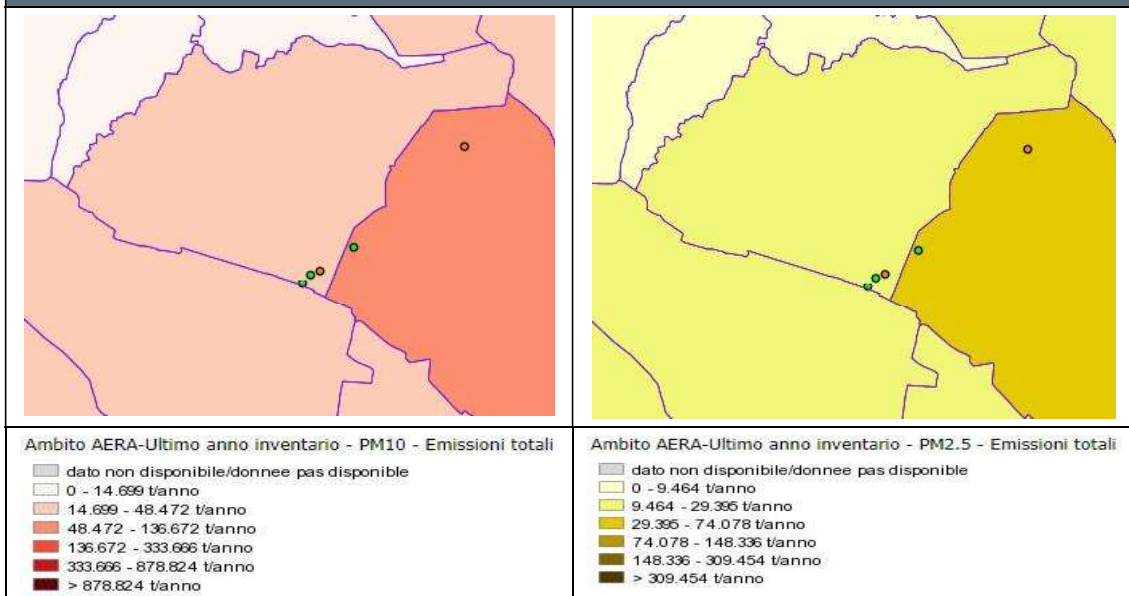 Ambito AERA-Ultimo anno inventario - PM10 - Emissioni totali
dato non disponibile/donnee pas disponible
0 - 14.699 t/anno
14.699 - 48.472 t/anno
48.472 - 136.672 t/anno
136.672 - 333.666 t/anno
333.666 - 878.824 t/anno
> 878.824 t/anno
Ambito AERA-Ultimo anno inventario - PM2.5 - Emissioni totali
dato non disponibile/donnee pas disponible
0 - 9.464 t/anno
9.464 - 29.395 t/anno
29.395 - 74.078 t/anno
74.078 - 148.336 t/anno
148.336 - 309.454 t/anno
> 309.454 t/anno